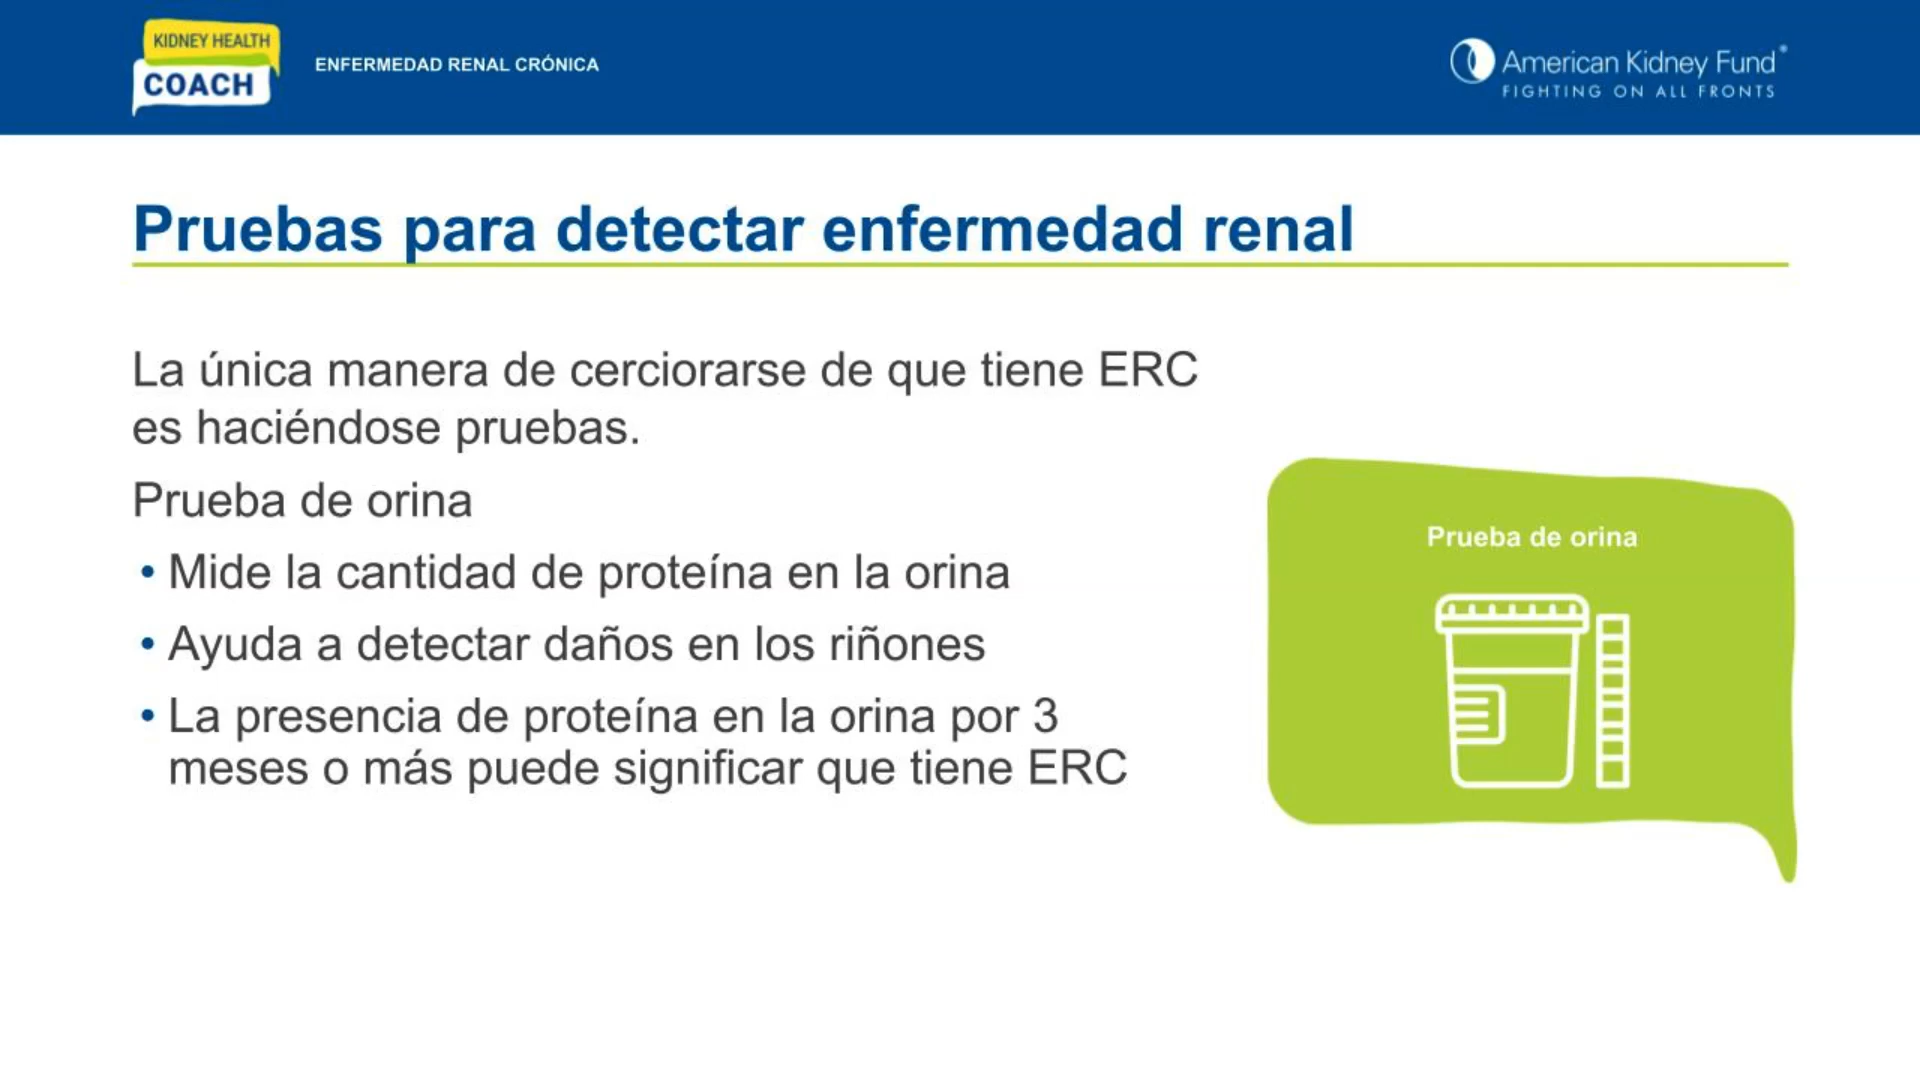 KIDNEY HEALTH
COACH
ENFERMEDAD RENAL CRÓNICA
American Kidney Fund®
FIGHTING ON ALL FRONTS
Pruebas para detectar enfermedad renal
La única manera de cerciorarse de que tiene ERC
es haciéndose pruebas.
Prueba de orina
• Mide la cantidad de proteína en la orina
• Ayuda a detectar daños en los riñones
• La presencia de proteína en la orina por 3
meses o más puede significar que tiene ERC
Prueba de orina